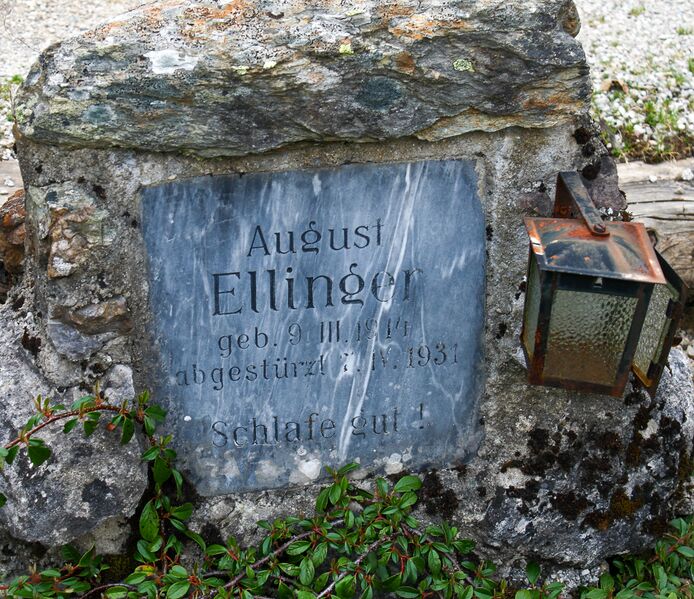 August
Ellinger
geb. 9. III. 1914
abgestürzt 7. IV. 1931
Schlafe gut !